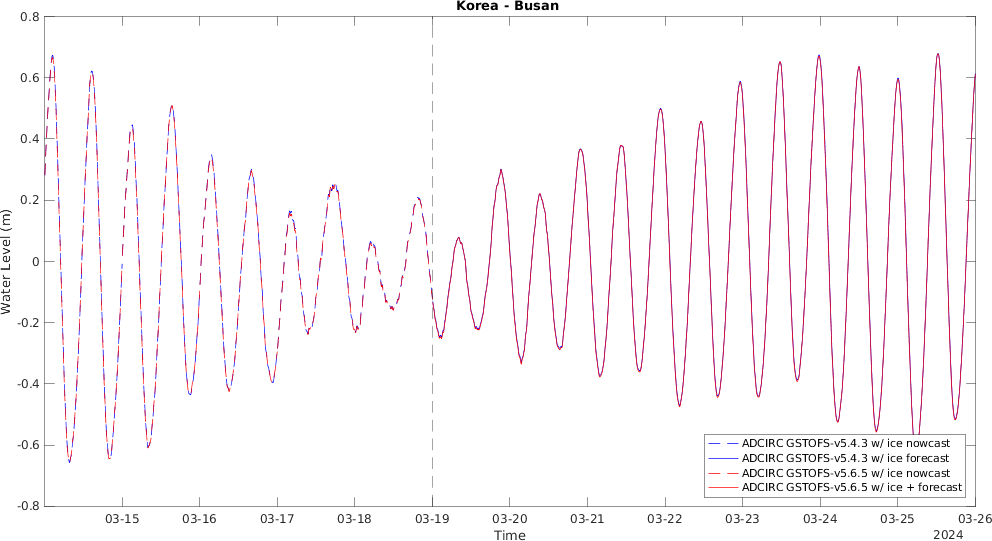 Korea - Busan
0.8
0.6
0.4
0.2
0
-0.2
-0.4
-0.6
-0.8
Water Level (m)
ADCIRC GSTOFS-v5.4.3 w/ ice nowcast
ADCIRC GSTOFS-v5.4.3 w/ ice forecast
ADCIRC GSTOFS-v5.6.5 w/ ice nowcast
ADCIRC GSTOFS-v5.6.5 w/ ice + forecast
03-15 03-16 03-17 03-18 03-19 03-20 03-21 03-22 03-23 03-24 03-25 03-26
Time
2024